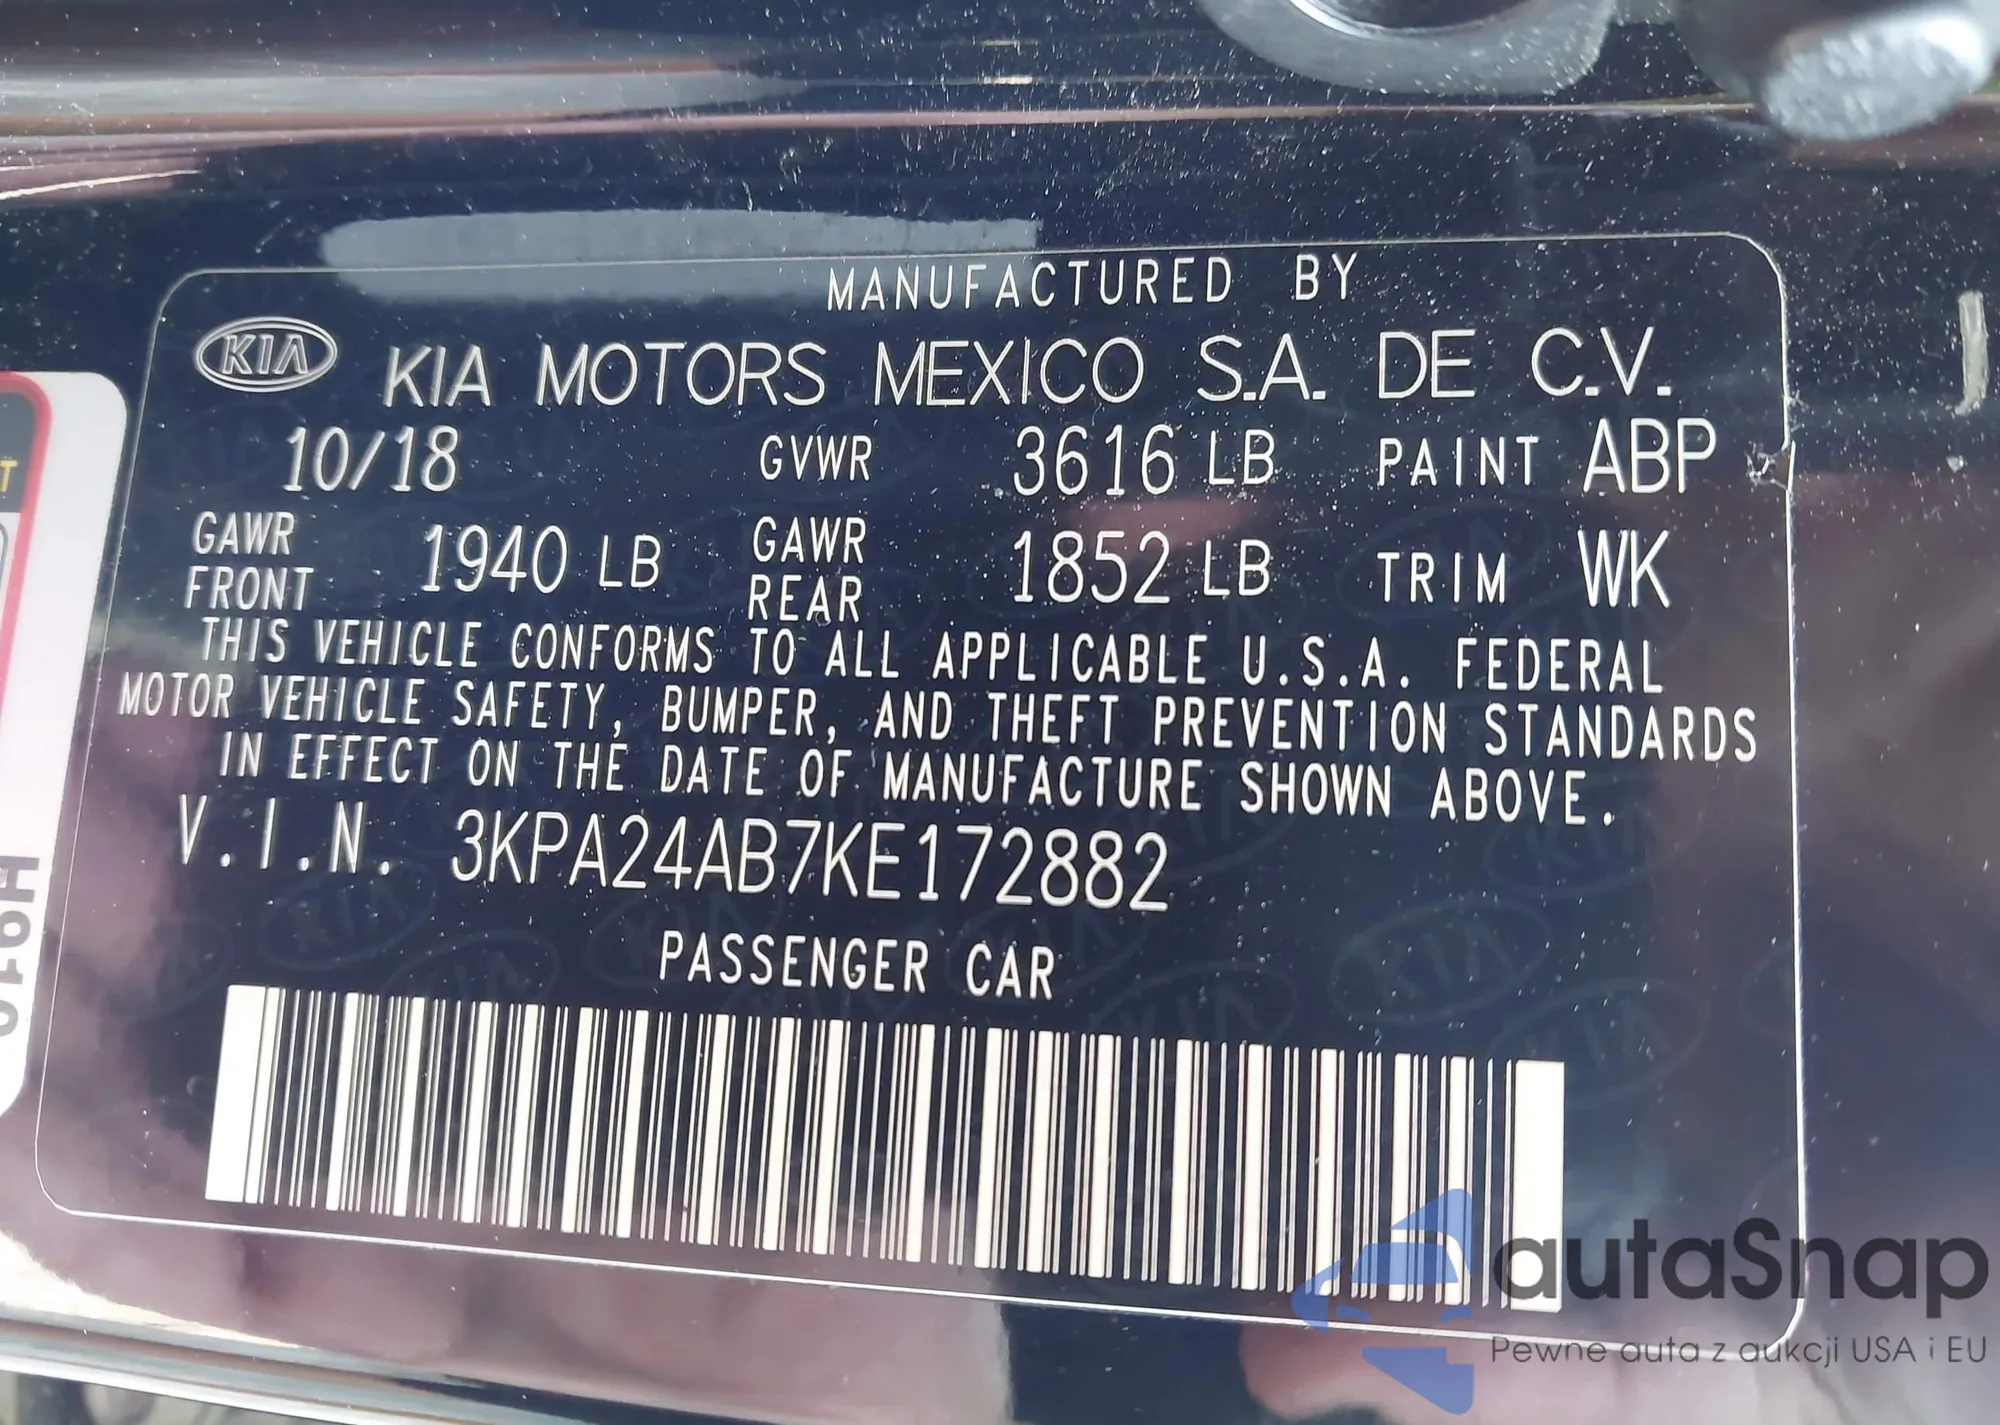 MANUFACTURED BY
KIA KIA MOTORS MEXICO S.A. DE C.V.
10/18 GVWR 3616 LB PAINT ABP
GAWR FRONT 1940 LB GAWR REAR 1852 LB TRIM WK
THIS VEHICLE CONFORMS TO ALL APPLICABLE U.S.A. FEDERAL
MOTOR VEHICLE SAFETY, BUMPER, AND THEFT PREVENTION STANDARDS
IN EFFECT ON THE DATE OF MANUFACTURE SHOWN ABOVE.
V.I.N. 3KPA24AB7KE172882
PASSENGER CAR
autaSnap
Pewne auta z aukcji USA i EU